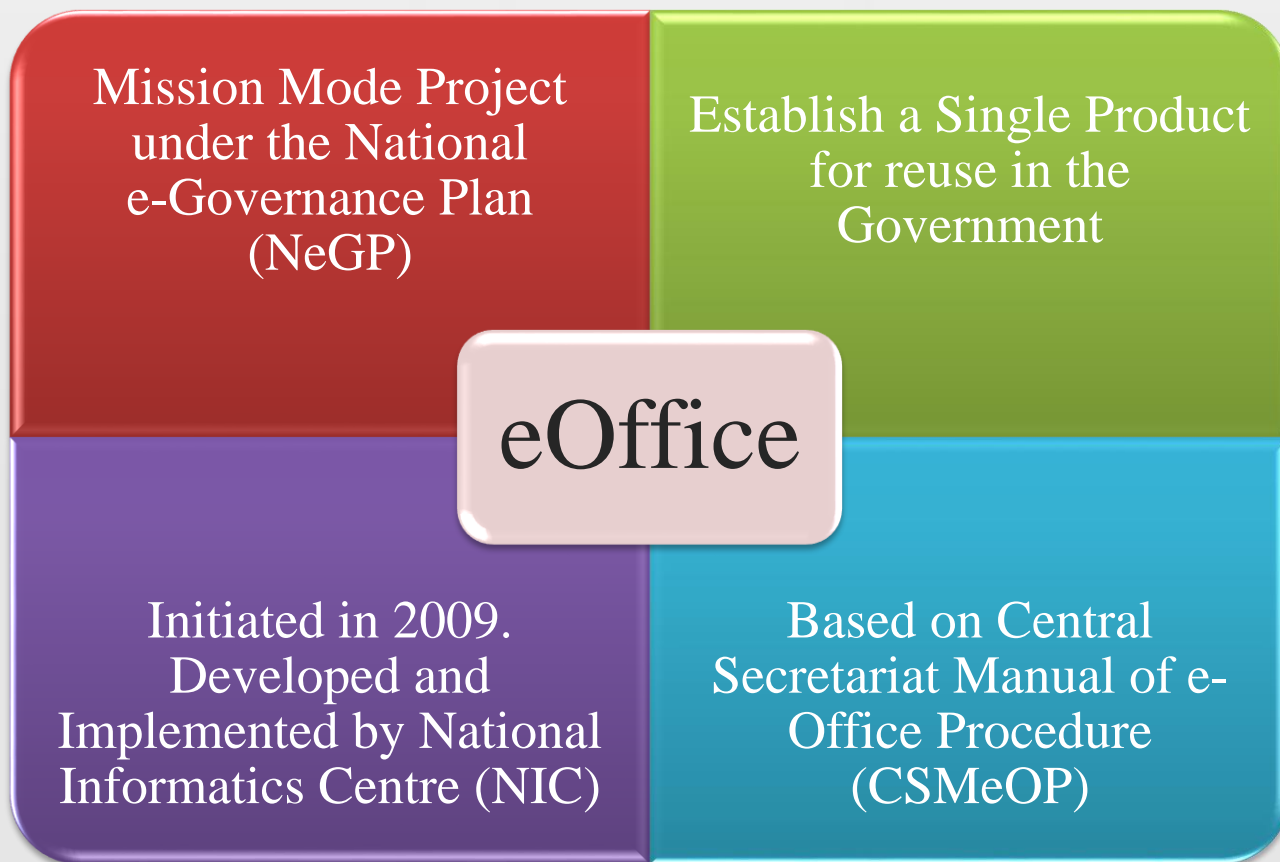 Mission Mode Project
under the National
e-Governance Plan
(NeGP)
Establish a Single Product
for reuse in the
Government
eOffice
Initiated in 2009.
Developed and
Implemented by National
Informatics Centre (NIC)
Based on Central
Secretariat Manual of e-
Office Procedure
(CSMeOP)